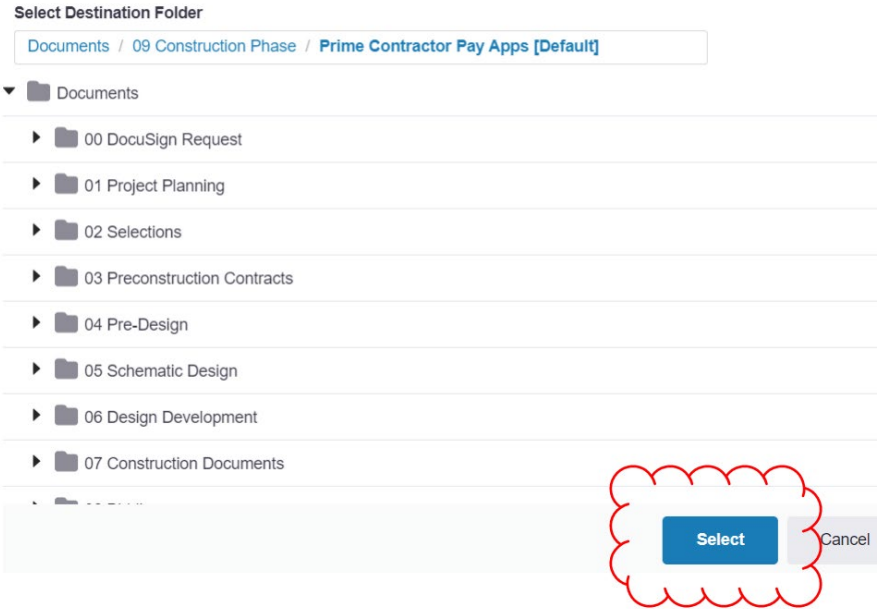 Select Destination Folder
Documents / 09 Construction Phase / Prime Contractor Pay Apps [Default]
Documents
00 DocuSign Request
01 Project Planning
02 Selections
03 Preconstruction Contracts
04 Pre-Design
05 Schematic Design
06 Design Development
07 Construction Documents
Select
Cancel